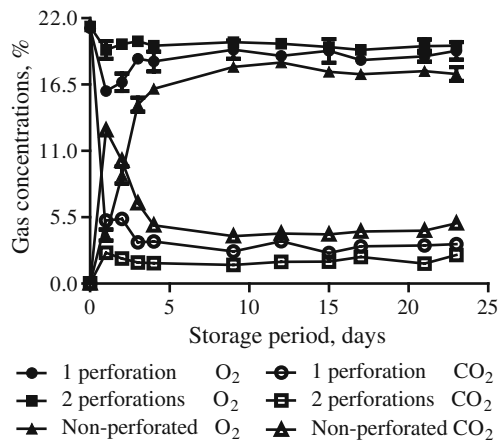 Gas concentrations, %
22.0
16.5
11.0
5.5
0.0
0 5 10 15 20 25
Storage period, days
1 perforation O₂ 1 perforation CO₂
2 perforations O₂ 2 perforations CO₂
Non-perforated O₂ Non-perforated CO₂